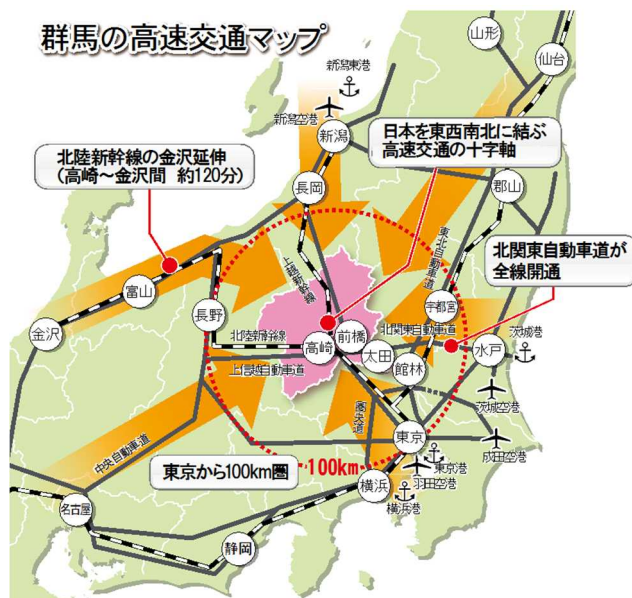 群馬の高速交通マップ
山形
仙台
新潟東港
新潟空港
新潟
日本を東西南北に結ぶ
高速交通の十字軸
北陸新幹線の金沢延伸
(高崎～金沢間 約120分)
長岡
郡山
東北自動車道
北関東自動車道が
全線開通
上越新幹線
富山
長野
宇都宮
金沢
北陸新幹線
高崎
前橋
北関東自動車道
茨城港
太田
水戸
上信越自動車道
館林
茨城空港
圏央道
中央自動車道
東京
成田空港
東京から100km圏
100km
東京港
羽田空港
横浜
横浜港
名古屋
静岡